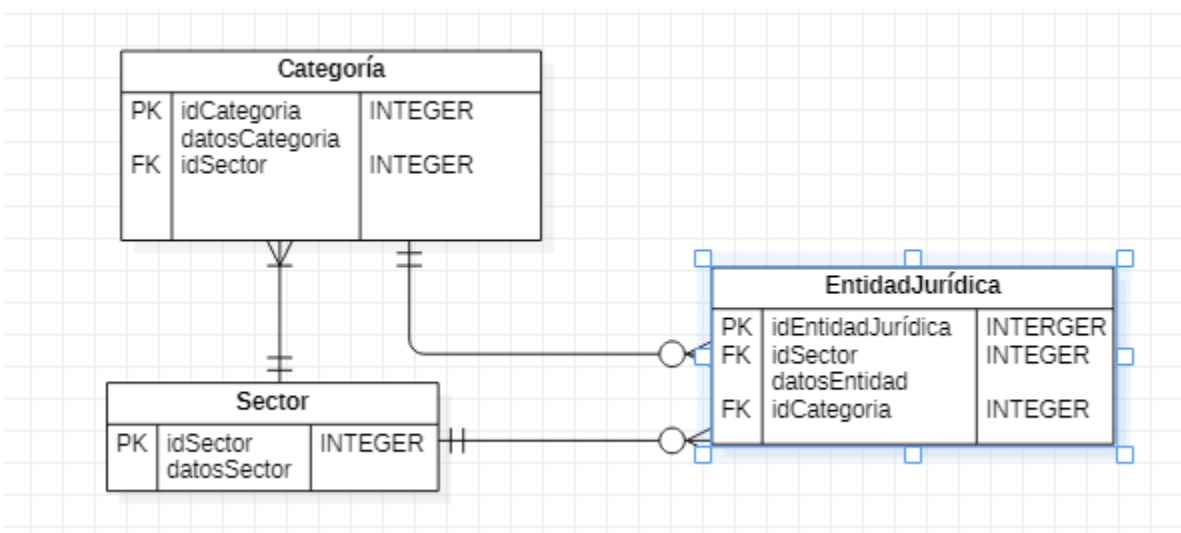 Categoría
PK idCategoria INTEGER
datosCategoria
FK idSector INTEGER
EntidadJurídica
PK idEntidadJurídica INTERGER
FK idSector INTEGER
datosEntidad
FK idCategoria INTEGER
Sector
PK idSector INTEGER
datosSector